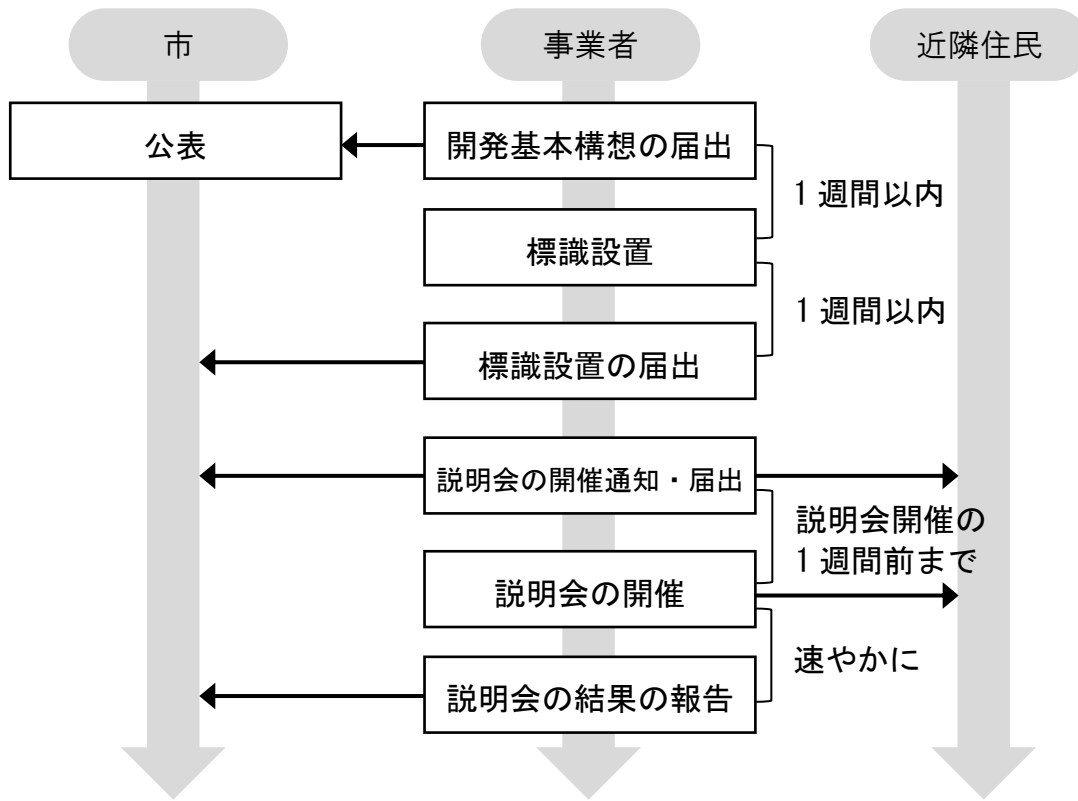 市
事業者
近隣住民
公表
開発基本構想の届出
1週間以内
標識設置
1週間以内
標識設置の届出
説明会の開催通知・届出
説明会開催の
1週間前まで
説明会の開催
速やかに
説明会の結果の報告